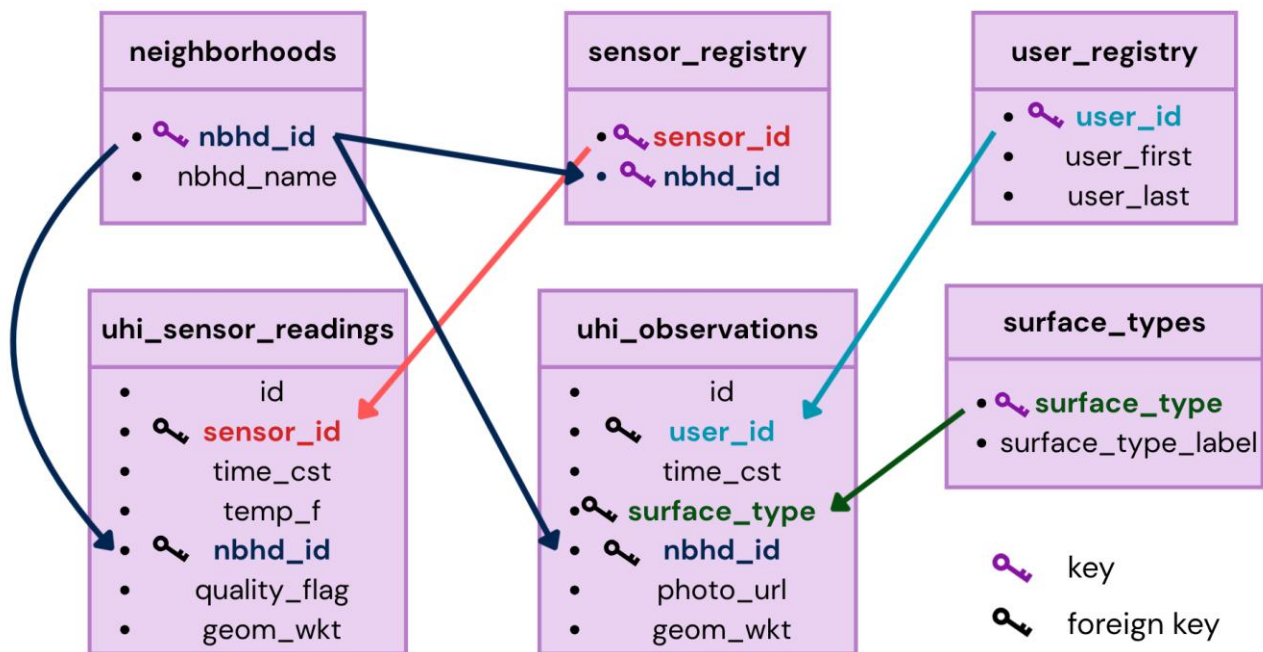 neighborhoods
nbhd_id
nbhd_name
sensor_registry
sensor_id
nbhd_id
user_registry
user_id
user_first
user_last
uhi_sensor_readings
id
sensor_id
time_cst
temp_f
nbhd_id
quality_flag
geom_wkt
uhi_observations
id
user_id
time_cst
surface_type
nbhd_id
photo_url
geom_wkt
surface_types
surface_type
surface_type_label
key
foreign key